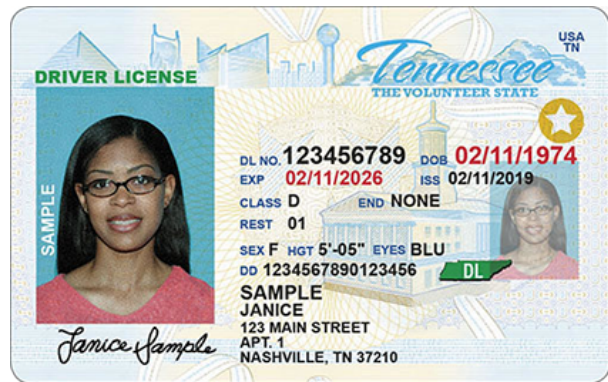 USA
TN
Tennessee
THE VOLUNTEER STATE
DRIVER LICENSE
SAMPLE
DL NO. 123456789 DOB 02/11/1974
EXP 02/11/2026 ISS 02/11/2019
CLASS D END NONE
REST 01
SEX F HGT 5'-05" EYES BLU
DD 1234567890123456 DL
SAMPLE
JANICE
123 MAIN STREET
APT. 1
NASHVILLE, TN 37210
Janice Sample